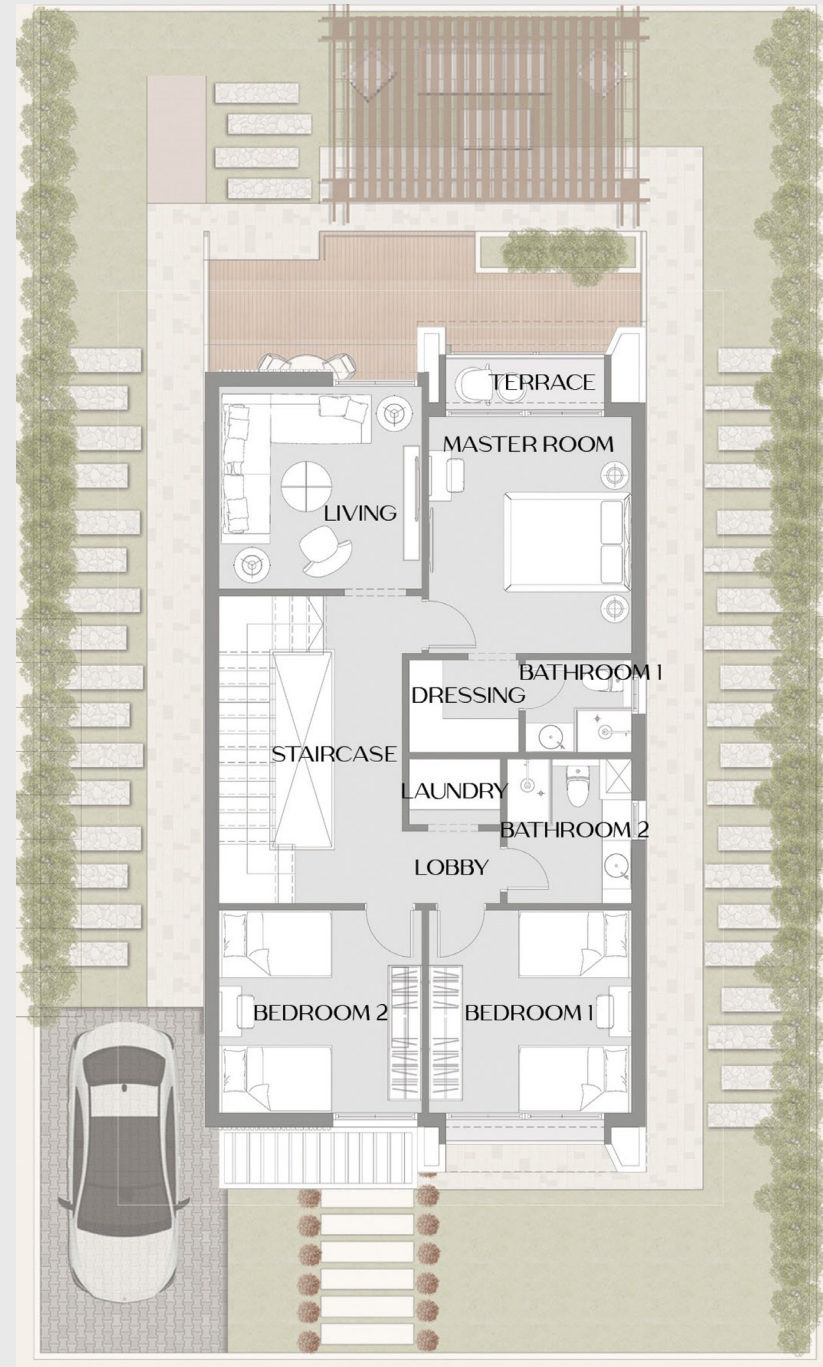 TERRACE
MASTER ROOM
LIVING
BATHROOM 1
DRESSING
STAIRCASE
LAUNDRY
BATHROOM 2
LOBBY
BEDROOM 2
BEDROOM 1